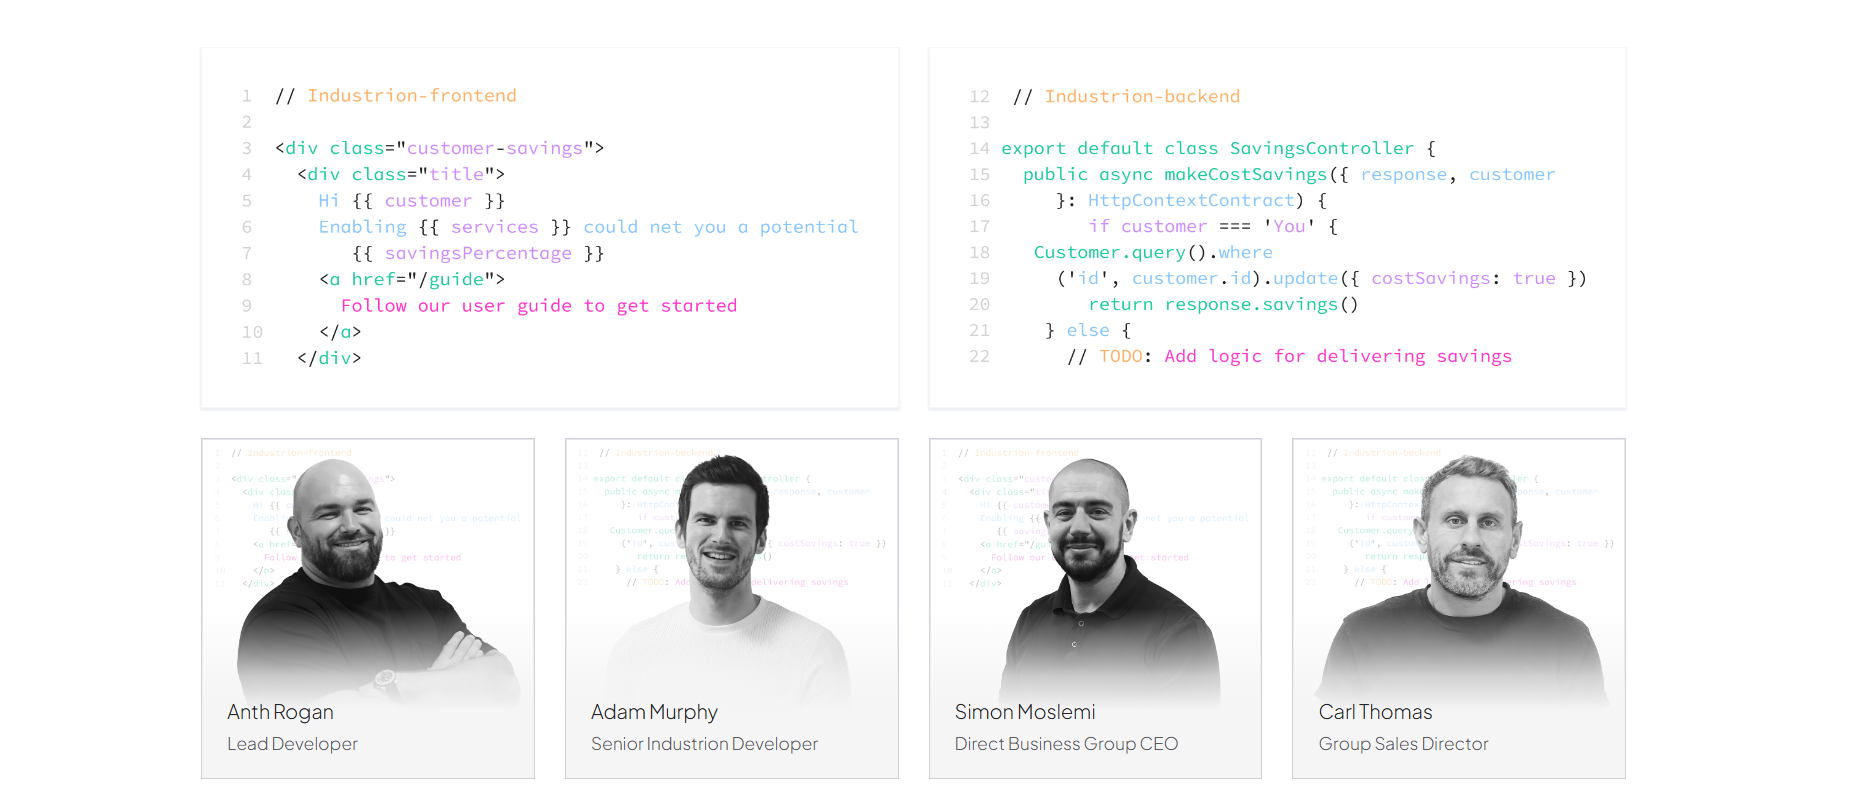 1 // Industrion-frontend
2
3 <div class="customer-savings">
4 <div class="title">
5 Hi {{ customer }}
6 Enabling {{ services }} could net you a potential
7 {{ savingsPercentage }}
8 <a href="/guide">
9 Follow our user guide to get started
10 </a>
11 </div>
12 // Industrion-backend
13
14 export default class SavingsController {
15 public async makeCostSavings({ response, customer
16 }: HttpContextContract) {
17 if customer === 'You' {
18 Customer.query().where
19 ('id', customer.id).update({ costSavings: true })
20 return response.savings()
21 } else {
22 // TODO: Add logic for delivering savings
Anth Rogan
Lead Developer
Adam Murphy
Senior Industrion Developer
Simon Moslemi
Direct Business Group CEO
Carl Thomas
Group Sales Director